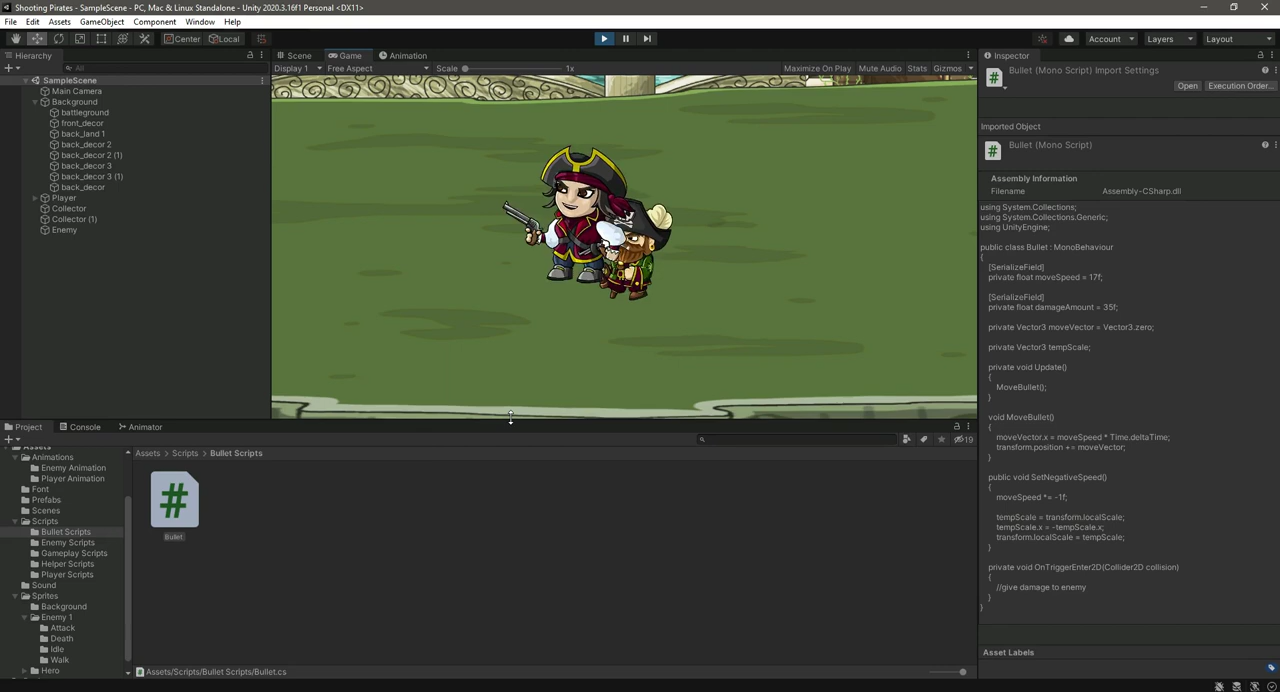 Shooting Pirates - SampleScene - PC, Mac & Linux Standalone - Unity 2020.3.16f1 Personal <DX11>
File Edit Assets GameObject Component Window Help
Center Local Account Layers Layout
Hierarchy
All
SampleScene
Main Camera
Background
battleground
front_decor
back_land 1
back_decor 2
back_decor 2 (1)
back_decor 3
back_decor 3 (1)
back_decor
Player
Collector
Collector (1)
Enemy
Scene Game Animation
Display 1 Free Aspect Scale 1x Maximize On Play Mute Audio Stats Gizmos
Inspector
Bullet (Mono Script) Import Settings
Open Execution Order...
Imported Object
Bullet (Mono Script)
Assembly Information
Filename Assembly-CSharp.dll
using System.Collections;
using System.Collections.Generic;
using UnityEngine;
public class Bullet : MonoBehaviour
{
[SerializeField]
private float moveSpeed = 17f;
[SerializeField]
private float damageAmount = 35f;
private Vector3 moveVector = Vector3.zero;
private Vector3 tempScale;
private void Update()
{
MoveBullet();
}
void MoveBullet()
{
moveVector.x = moveSpeed * Time.deltaTime;
transform.position += moveVector;
}
public void SetNegativeSpeed()
{
moveSpeed *= -1f;
tempScale = transform.localScale;
tempScale.x = -tempScale.x;
transform.localScale = tempScale;
}
private void OnTriggerEnter2D(Collider2D collision)
{
//give damage to enemy
}
}
Asset Labels
Project Console Animator
19
Assets
Animations
Enemy Animation
Player Animation
Font
Prefabs
Scenes
Scripts
Bullet Scripts
Enemy Scripts
Gameplay Scripts
Helper Scripts
Player Scripts
Sound
Sprites
Background
Enemy 1
Attack
Death
Idle
Walk
Hero
Assets > Scripts > Bullet Scripts
Bullet
Assets/Scripts/Bullet Scripts/Bullet.cs